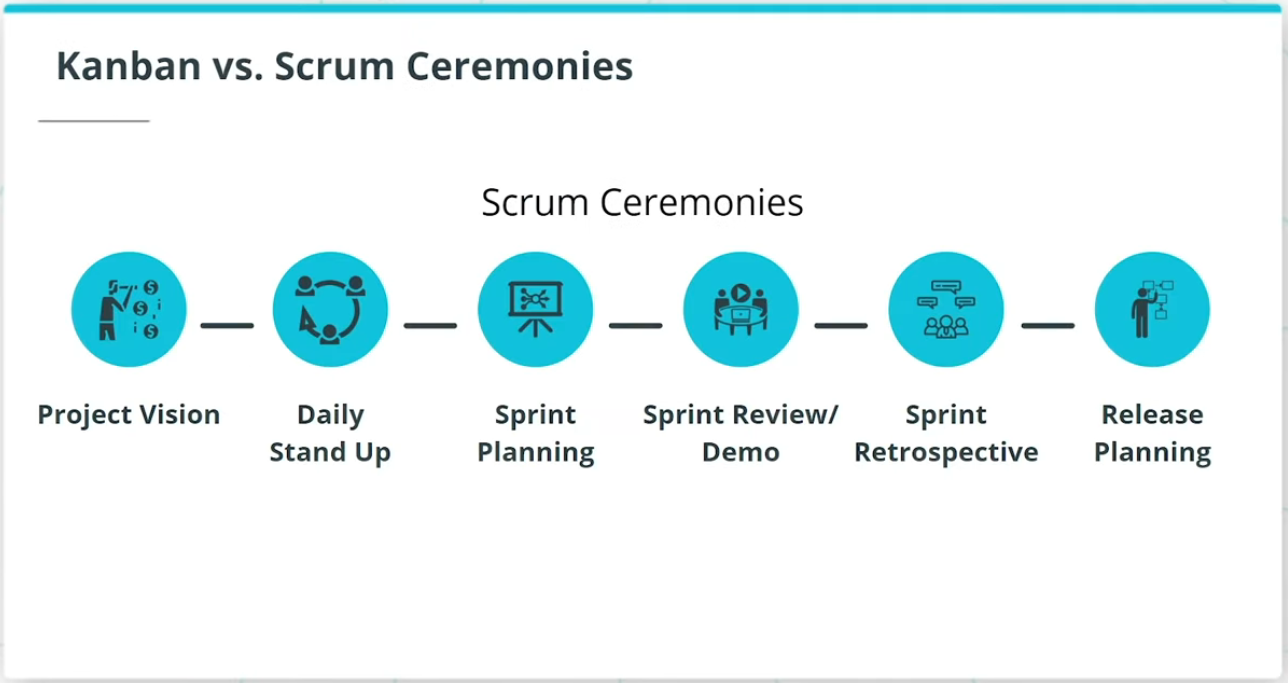 Kanban vs. Scrum Ceremonies
Scrum Ceremonies
Project Vision
Daily
Stand Up
Sprint
Planning
Sprint Review/
Demo
Sprint
Retrospective
Release
Planning